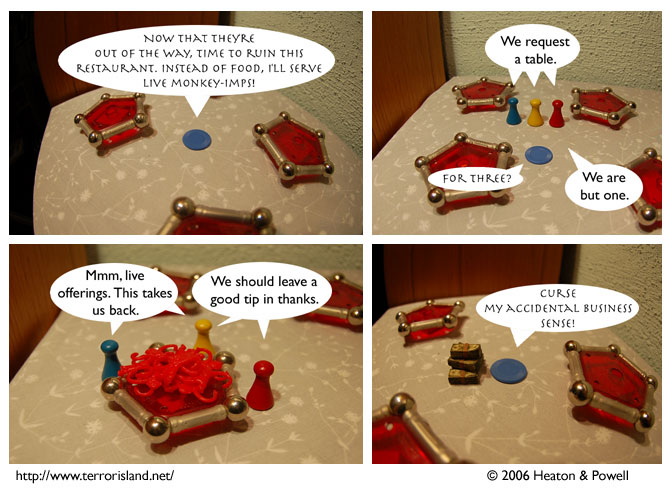 NOW THAT THEY'RE
OUT OF THE WAY, TIME TO RUIN THIS
RESTAURANT. INSTEAD OF FOOD, I'LL SERVE
LIVE MONKEY-IMPS!
We request
a table.
FOR THREE?
We are
but one.
Mmm, live
offerings. This takes
us back.
We should leave a
good tip in thanks.
CURSE
MY ACCIDENTAL BUSINESS
SENSE!
http://www.terrorisland.net/
© 2006 Heaton & Powell